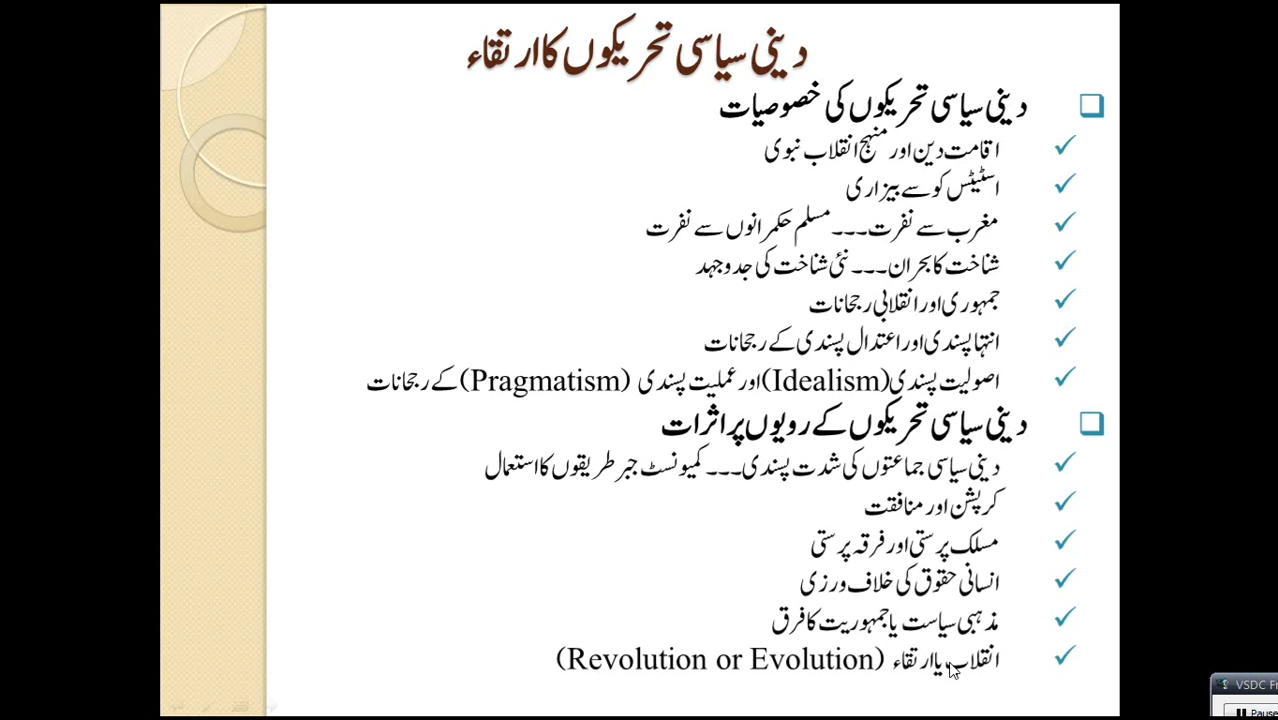 دینی سیاسی تحریکوں کا ارتقاء
دینی سیاسی تحریکوں کی خصوصیات
اقامت دین اور منہج انقلاب نبوی
اسٹیٹس کو سے بیزاری
مغرب سے نفرت۔۔۔ مسلم حکمرانوں سے نفرت
شناخت کا بحران۔۔۔ نئی شناخت کی جدوجہد
جمہوری اور انقلابی رجحانات
انتہا پسندی اور اعتدال پسندی کے رجحانات
اصولیت پسندی (Idealism) اور عملیت پسندی (Pragmatism) کے رجحانات
دینی سیاسی تحریکوں کے رویوں پر اثرات
دینی سیاسی جماعتوں کی شدت پسندی۔۔۔ کمیونسٹ جبر طریقوں کا استعمال
کرپشن اور منافقت
مسلک پرستی اور فرقہ پرستی
انسانی حقوق کی خلاف ورزی
مذہبی سیاست یا جمہوریت کا فرق
انقلاب یا ارتقاء (Revolution or Evolution)
VSDC Fr
Pause